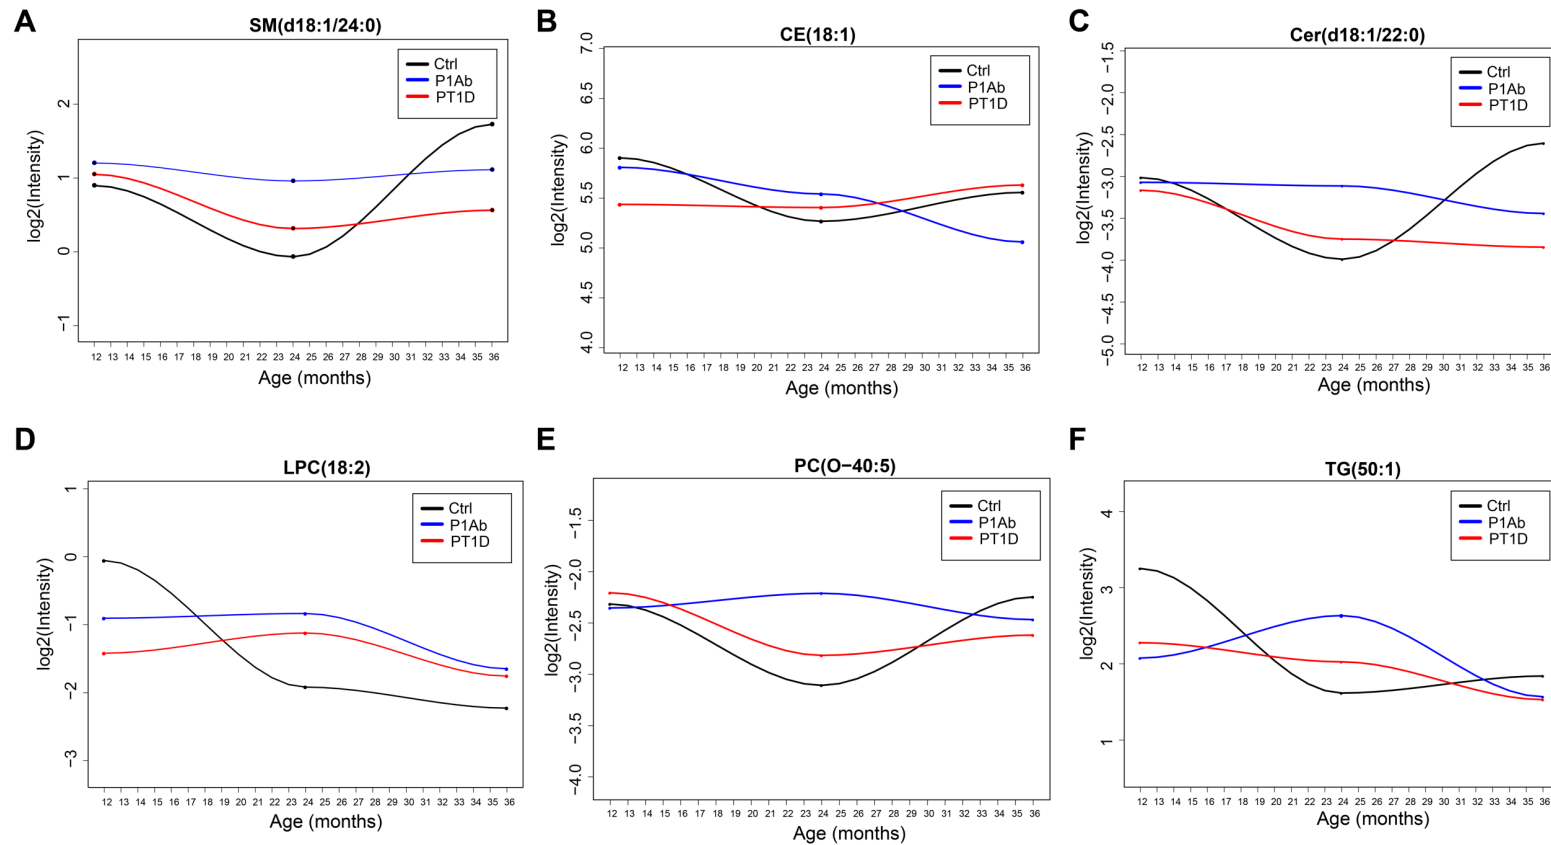 A
SM(d18:1/24:0)
Ctrl
P1Ab
PT1D
log2(Intensity)
2
1
0
−1
12 13 14 15 16 17 18 19 20 21 22 23 24 25 26 27 28 29 30 31 32 33 34 35 36
Age (months)
B
CE(18:1)
Ctrl
P1Ab
PT1D
log2(Intensity)
7.0
6.5
6.0
5.5
5.0
4.5
4.0
12 13 14 15 16 17 18 19 20 21 22 23 24 25 26 27 28 29 30 31 32 33 34 35 36
Age (months)
C
Cer(d18:1/22:0)
Ctrl
P1Ab
PT1D
log2(Intensity)
−1.5
−2.0
−2.5
−3.0
−3.5
−4.0
−4.5
−5.0
12 13 14 15 16 17 18 19 20 21 22 23 24 25 26 27 28 29 30 31 32 33 34 35 36
Age (months)
D
LPC(18:2)
Ctrl
P1Ab
PT1D
log2(Intensity)
1
0
−1
−2
−3
12 13 14 15 16 17 18 19 20 21 22 23 24 25 26 27 28 29 30 31 32 33 34 35 36
Age (months)
E
PC(O−40:5)
Ctrl
P1Ab
PT1D
log2(Intensity)
−1.5
−2.0
−2.5
−3.0
−3.5
−4.0
12 13 14 15 16 17 18 19 20 21 22 23 24 25 26 27 28 29 30 31 32 33 34 35 36
Age (months)
F
TG(50:1)
Ctrl
P1Ab
PT1D
log2(Intensity)
4
3
2
1
12 13 14 15 16 17 18 19 20 21 22 23 24 25 26 27 28 29 30 31 32 33 34 35 36
Age (months)